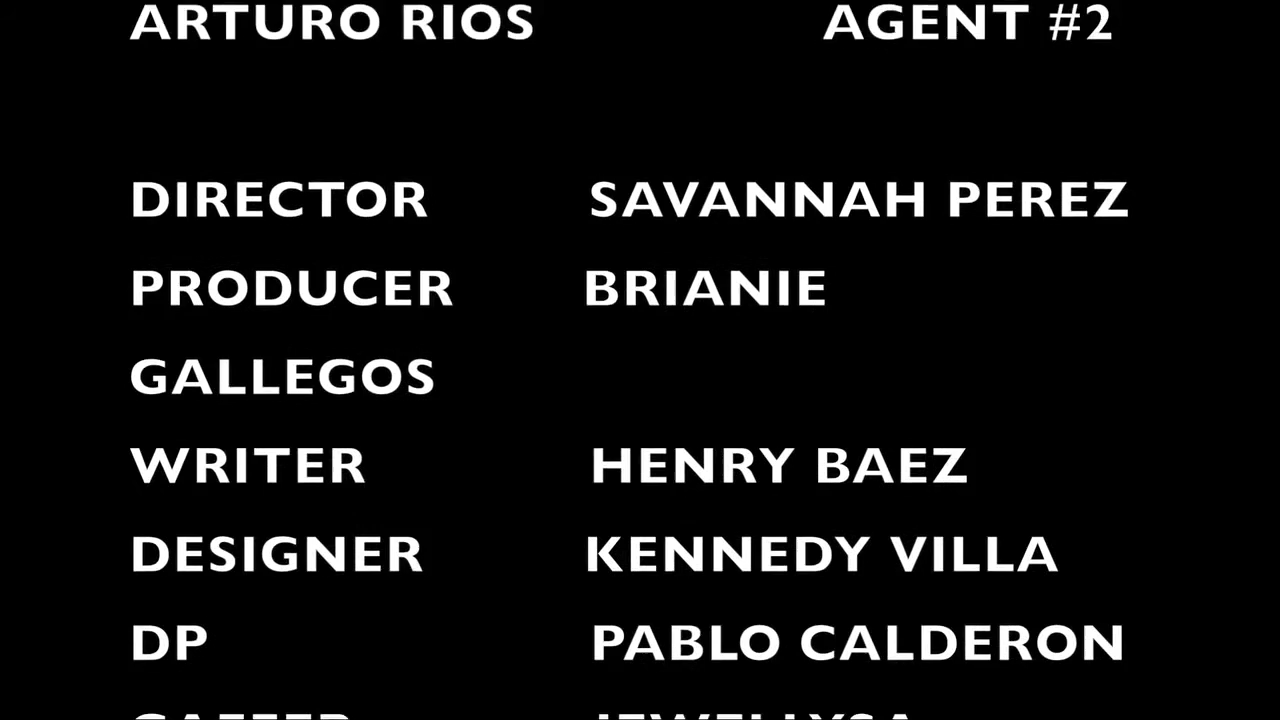 ARTURO RIOS AGENT #2
DIRECTOR SAVANNAH PEREZ
PRODUCER BRIANIE
GALLEGOS
WRITER HENRY BAEZ
DESIGNER KENNEDY VILLA
DP PABLO CALDERON